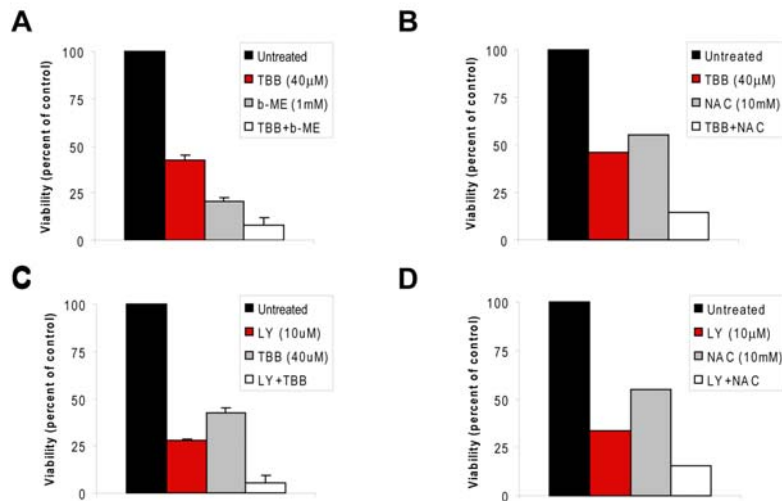 A
Viability (percent of control)
100
75
50
25
0
Untreated
TBB (40μM)
b-ME (1mM)
TBB+b-ME
B
Viability (percent of control)
100
75
50
25
0
Untreated
TBB (40μM)
NAC (10mM)
TBB+NAC
C
Viability (percent of control)
100
75
50
25
0
Untreated
LY (10uM)
TBB (40uM)
LY+TBB
D
Viability (percent of control)
100
75
50
25
0
Untreated
LY (10μM)
NAC (10mM)
LY+NAC